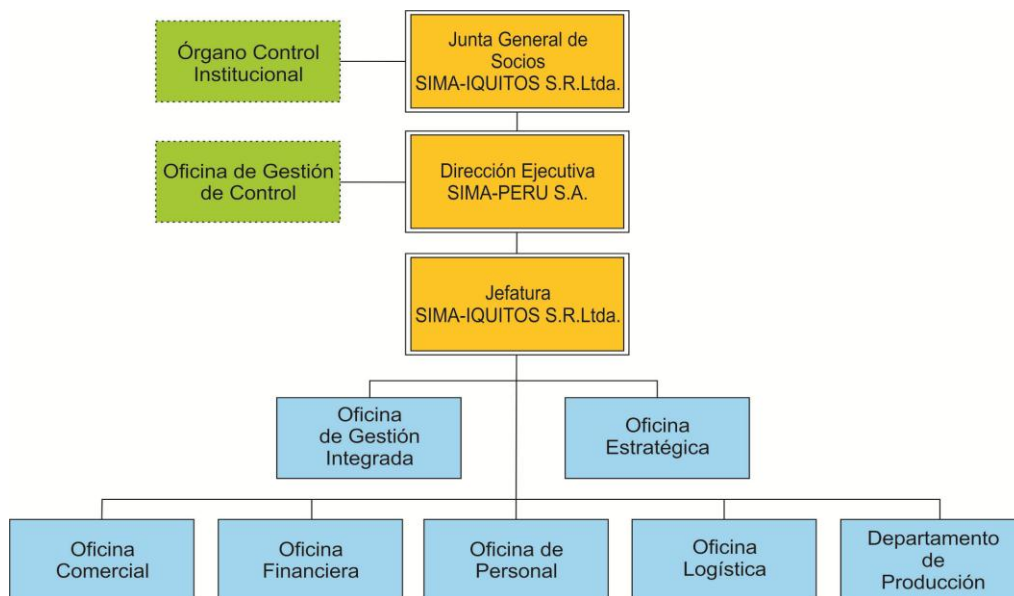 Órgano Control
Institucional
Junta General de
Socios
SIMA-IQUITOS S.R.Ltda.
Oficina de Gestión
de Control
Dirección Ejecutiva
SIMA-PERU S.A.
Jefatura
SIMA-IQUITOS S.R.Ltda.
Oficina
de Gestión
Integrada
Oficina
Estratégica
Oficina
Comercial
Oficina
Financiera
Oficina de
Personal
Oficina
Logística
Departamento
de
Producción